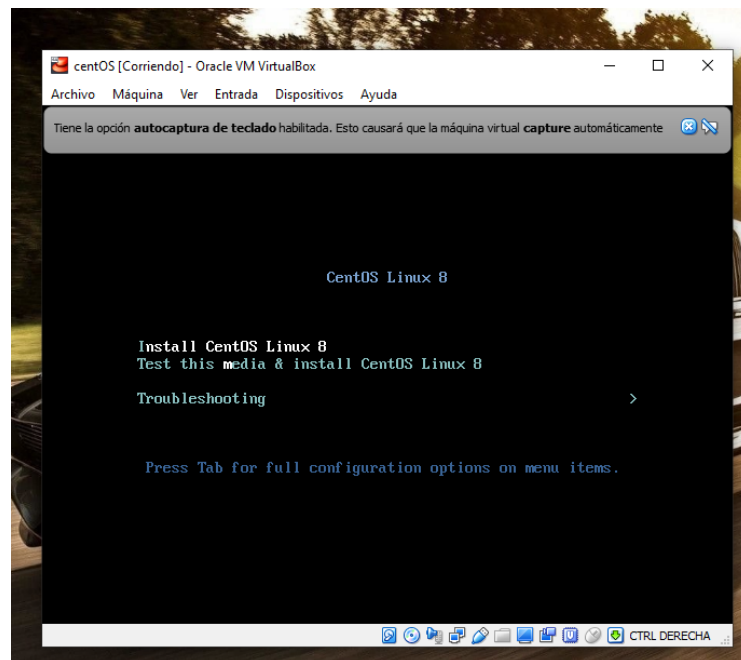 centOS [Corriendo] - Oracle VM VirtualBox
Archivo Máquina Ver Entrada Dispositivos Ayuda
Tiene la opción autocaptura de teclado habilitada. Esto causará que la máquina virtual capture automáticamente
CentOS Linux 8
Install CentOS Linux 8
Test this media & install CentOS Linux 8
Troubleshooting >
Press Tab for full configuration options on menu items.
CTRL DERECHA